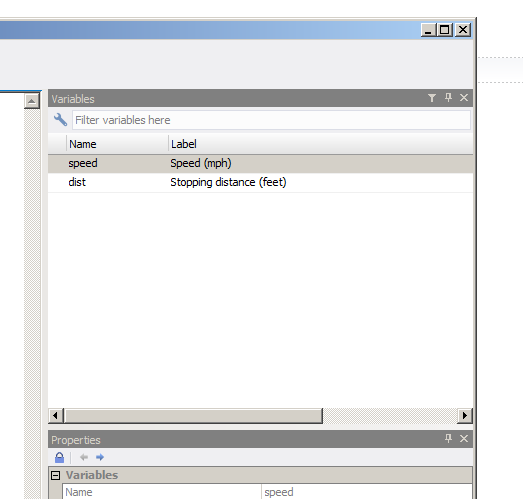 Variables
Filter variables here
Name Label
speed Speed (mph)
dist Stopping distance (feet)
Properties
Variables
Name speed